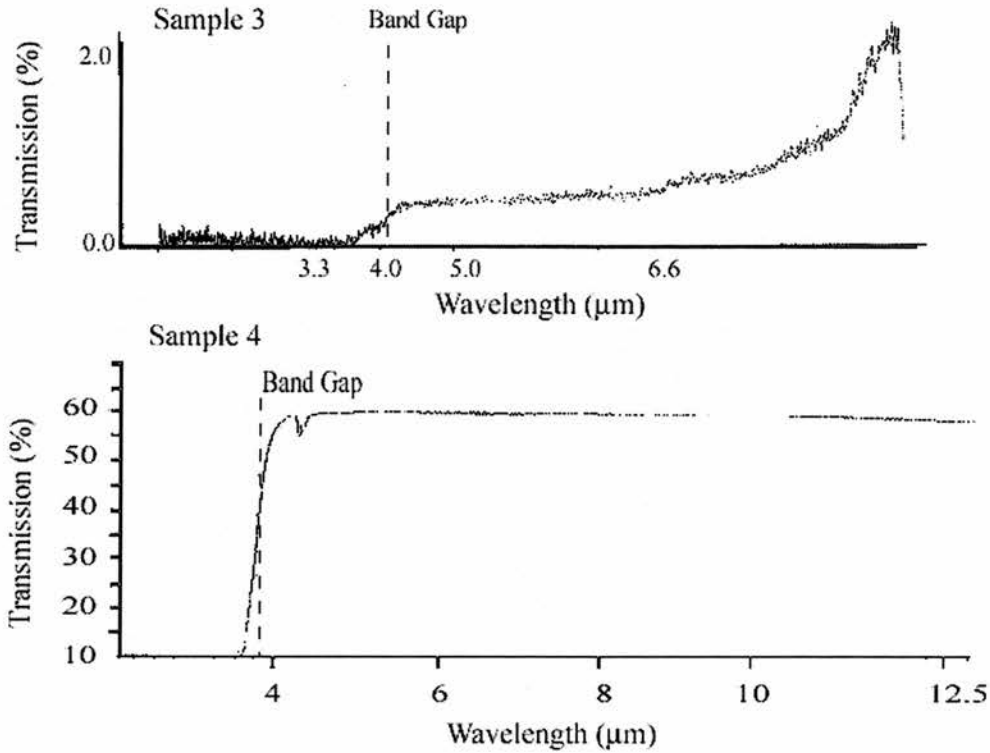 Sample 3
Band Gap
Transmission (%)
2.0
0.0
3.3 4.0 5.0 6.6
Wavelength (μm)
Sample 4
Band Gap
Transmission (%)
60
50
40
30
20
10
4 6 8 10 12.5
Wavelength (μm)